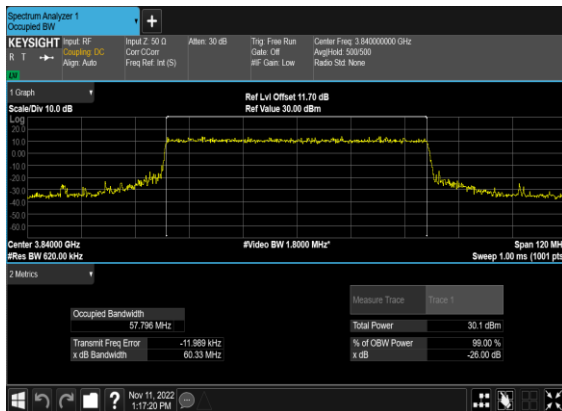 Spectrum Analyzer 1
Occupied BW
KEYSIGHT
R T
Input: RF
Coupling: DC
Align: Auto
Input Z: 50 Ω
Corr CCorr
Freq Ref: Int (S)
Atten: 30 dB
Trig: Free Run
Gate: Off
#IF Gain: Low
Center Freq: 3.840000000 GHz
Avg|Hold: 500/500
Radio Std: None
1 Graph
Scale/Div 10.0 dB
Ref Lvl Offset 11.70 dB
Ref Value 30.00 dBm
Log
20.0
10.0
0.00
-10.0
-20.0
-30.0
-40.0
-50.0
-60.0
Center 3.84000 GHz
#Res BW 620.00 kHz
#Video BW 1.8000 MHz*
Span 120 MH
Sweep 1.00 ms (1001 pts
2 Metrics
Measure Trace Trace 1
Occupied Bandwidth
57.796 MHz
Total Power 30.1 dBm
Transmit Freq Error -11.989 kHz
% of OBW Power 99.00 %
x dB Bandwidth 60.33 MHz
x dB -26.00 dB
?
Nov 11, 2022
1:17:20 PM